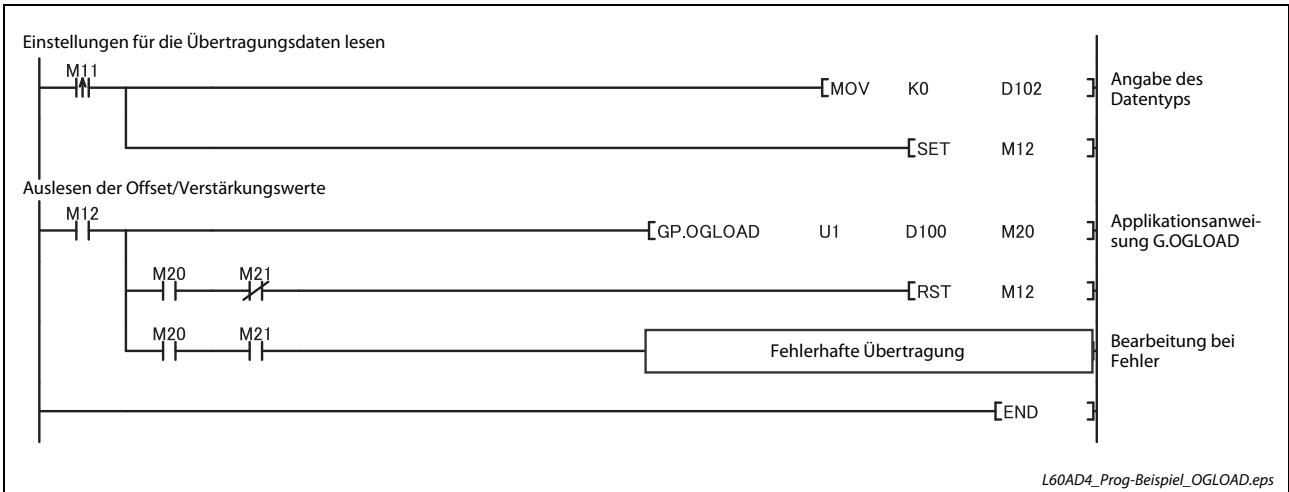 Einstellungen für die Übertragungsdaten lesen
M11
MOV K0 D102
Angabe des
Datentyps
SET M12
Auslesen der Offset/Verstärkungswerte
M12
GP.OGLOAD U1 D100 M20
Applikationsanwei-
sung G.OGLOAD
M20 M21
RST M12
M20 M21
Fehlerhafte Übertragung
Bearbeitung bei
Fehler
END
L60AD4_Prog-Beispiel_OGLOAD.eps